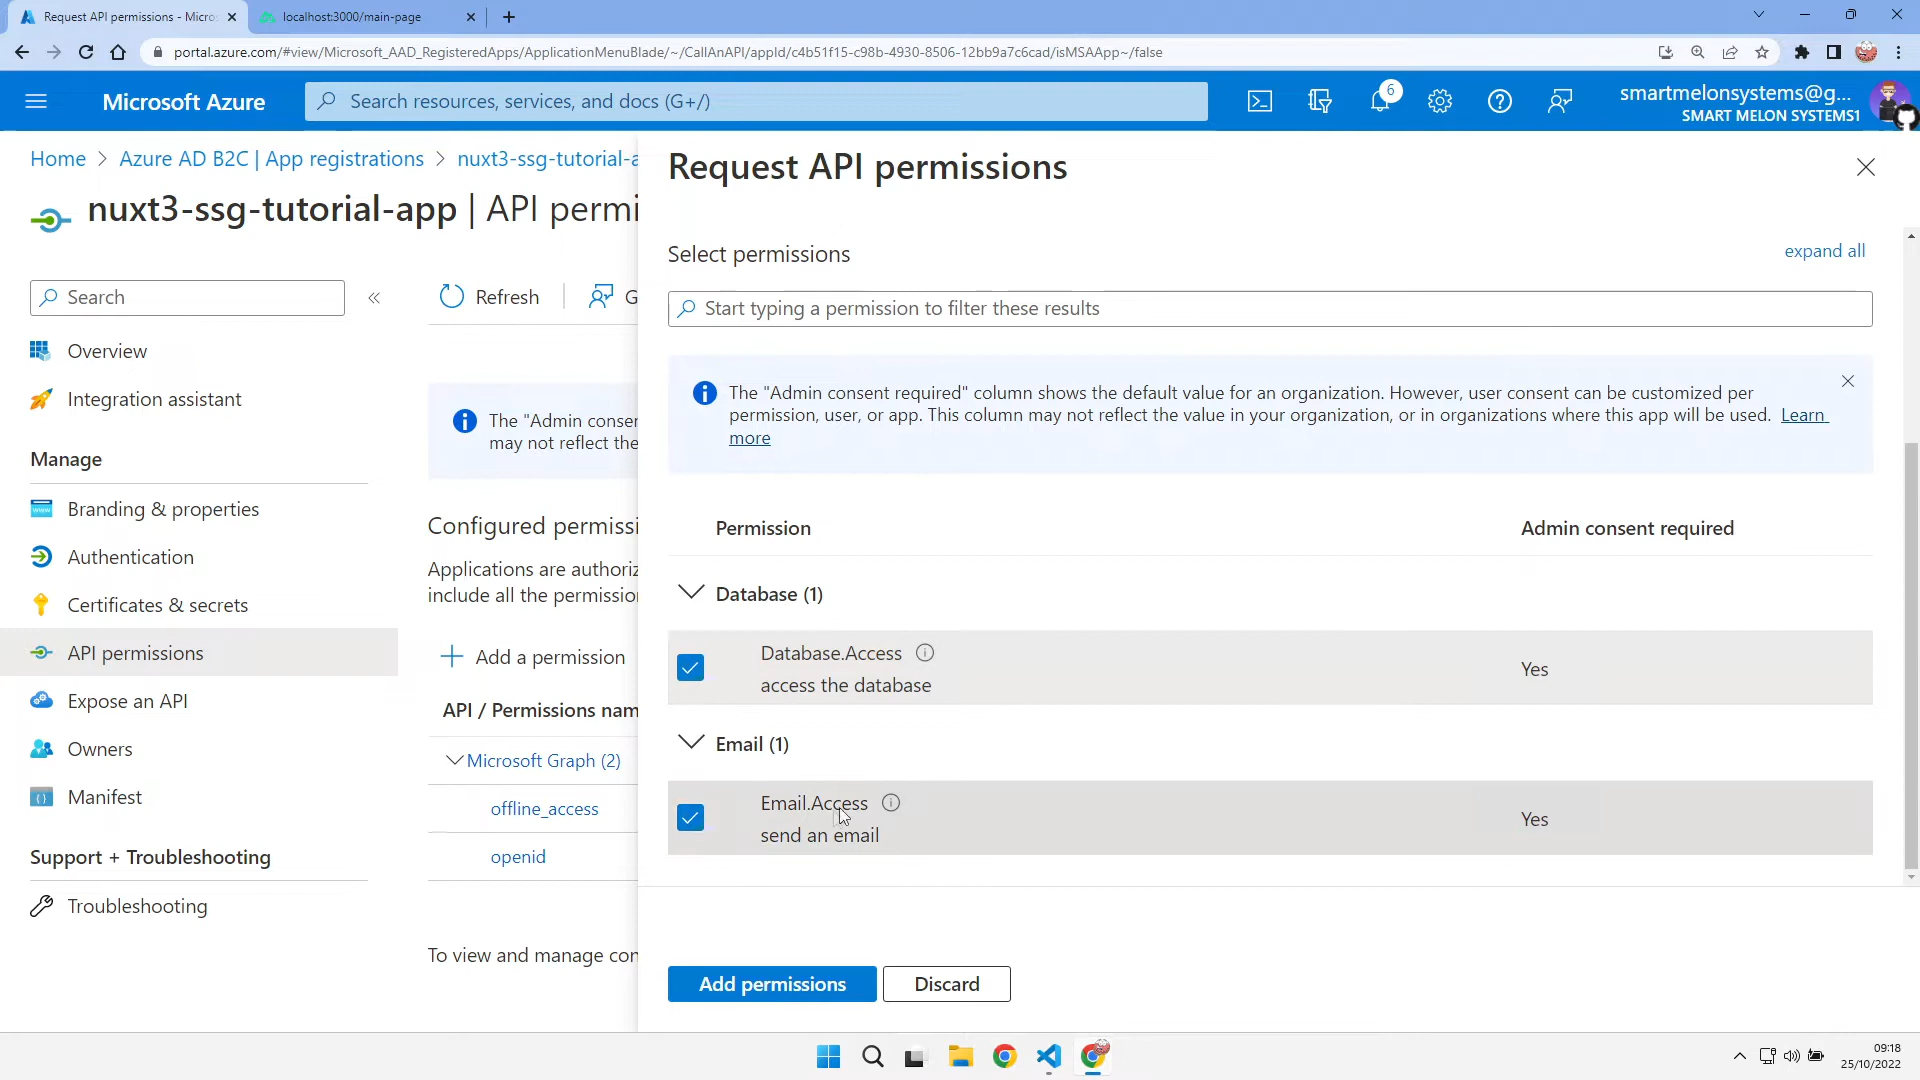 Request API permissions - Micros
localhost:3000/main-page
portal.azure.com/#view/Microsoft_AAD_RegisteredApps/ApplicationMenuBlade/~/CallAnAPI/appId/c4b51f15-c98b-4930-8506-12bb9a7c6cad/isMSAApp~/false
Microsoft Azure
Search resources, services, and docs (G+/)
6
smartmelonsystems@g...
SMART MELON SYSTEMS1
Home > Azure AD B2C | App registrations > nuxt3-ssg-tutorial-a
nuxt3-ssg-tutorial-app | API permi
Search
«
Overview
Integration assistant
Manage
Branding & properties
Authentication
Certificates & secrets
API permissions
Expose an API
Owners
Manifest
Support + Troubleshooting
Troubleshooting
Refresh
G
The "Admin conser
may not reflect the
Configured permissi
Applications are authoriz
include all the permission
Add a permission
API / Permissions nam
Microsoft Graph (2)
offline_access
openid
To view and manage con
Request API permissions
Select permissions
expand all
Start typing a permission to filter these results
The "Admin consent required" column shows the default value for an organization. However, user consent can be customized per
permission, user, or app. This column may not reflect the value in your organization, or in organizations where this app will be used. Learn
more
Permission
Admin consent required
Database (1)
Database.Access
access the database
Yes
Email (1)
Email.Access
send an email
Yes
Add permissions
Discard
09:18
25/10/2022